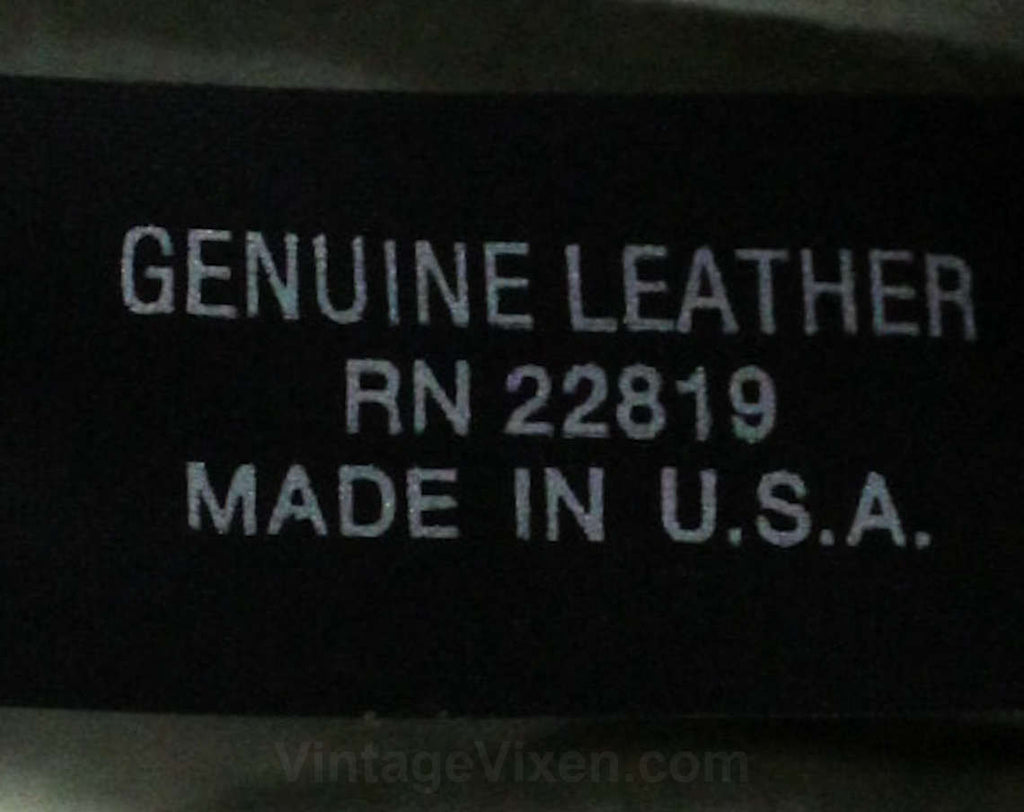 GENUINE LEATHER
RN 22819
MADE IN U.S.A.
VintageVixen.com